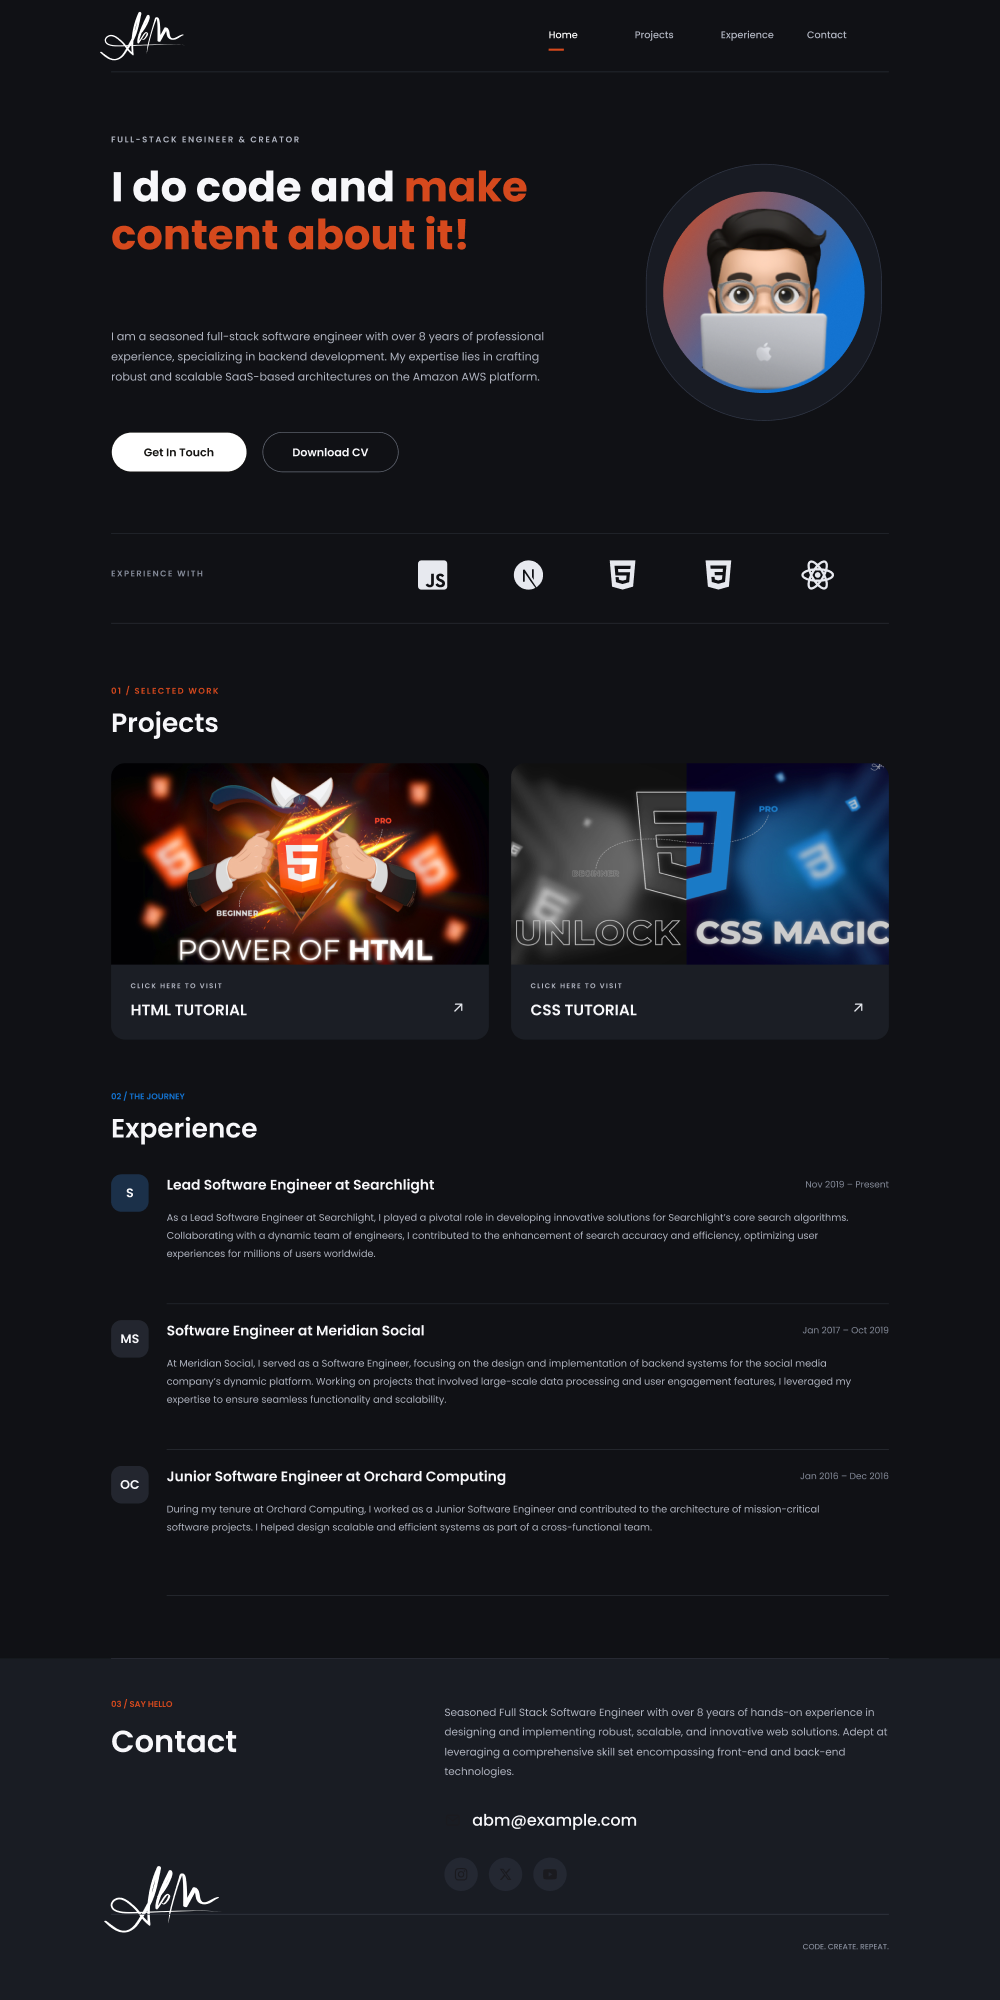 Abm
Home
Projects
Experience
Contact
FULL-STACK ENGINEER & CREATOR
I do code and make
content about it!
I am a seasoned full-stack software engineer with over 8 years of professional
experience, specializing in backend development. My expertise lies in crafting
robust and scalable SaaS-based architectures on the Amazon AWS platform.
Get In Touch
Download CV
EXPERIENCE WITH
JS
N
5
3
01 / SELECTED WORK
Projects
5
PRO
BEGINNER
POWER OF HTML
CLICK HERE TO VISIT
HTML TUTORIAL
3
PRO
BEGINNER
UNLOCK CSS MAGIC
CLICK HERE TO VISIT
CSS TUTORIAL
02 / THE JOURNEY
Experience
S
Lead Software Engineer at Searchlight
Nov 2019 – Present
As a Lead Software Engineer at Searchlight, I played a pivotal role in developing innovative solutions for Searchlight's core search algorithms.
Collaborating with a dynamic team of engineers, I contributed to the enhancement of search accuracy and efficiency, optimizing user
experiences for millions of users worldwide.
MS
Software Engineer at Meridian Social
Jan 2017 – Oct 2019
At Meridian Social, I served as a Software Engineer, focusing on the design and implementation of backend systems for the social media
company's dynamic platform. Working on projects that involved large-scale data processing and user engagement features, I leveraged my
expertise to ensure seamless functionality and scalability.
OC
Junior Software Engineer at Orchard Computing
Jan 2016 – Dec 2016
During my tenure at Orchard Computing, I worked as a Junior Software Engineer and contributed to the architecture of mission-critical
software projects. I helped design scalable and efficient systems as part of a cross-functional team.
03 / SAY HELLO
Contact
Seasoned Full Stack Software Engineer with over 8 years of hands-on experience in
designing and implementing robust, scalable, and innovative web solutions. Adept at
leveraging a comprehensive skill set encompassing front-end and back-end
technologies.
abm@example.com
Abm
CODE. CREATE. REPEAT.